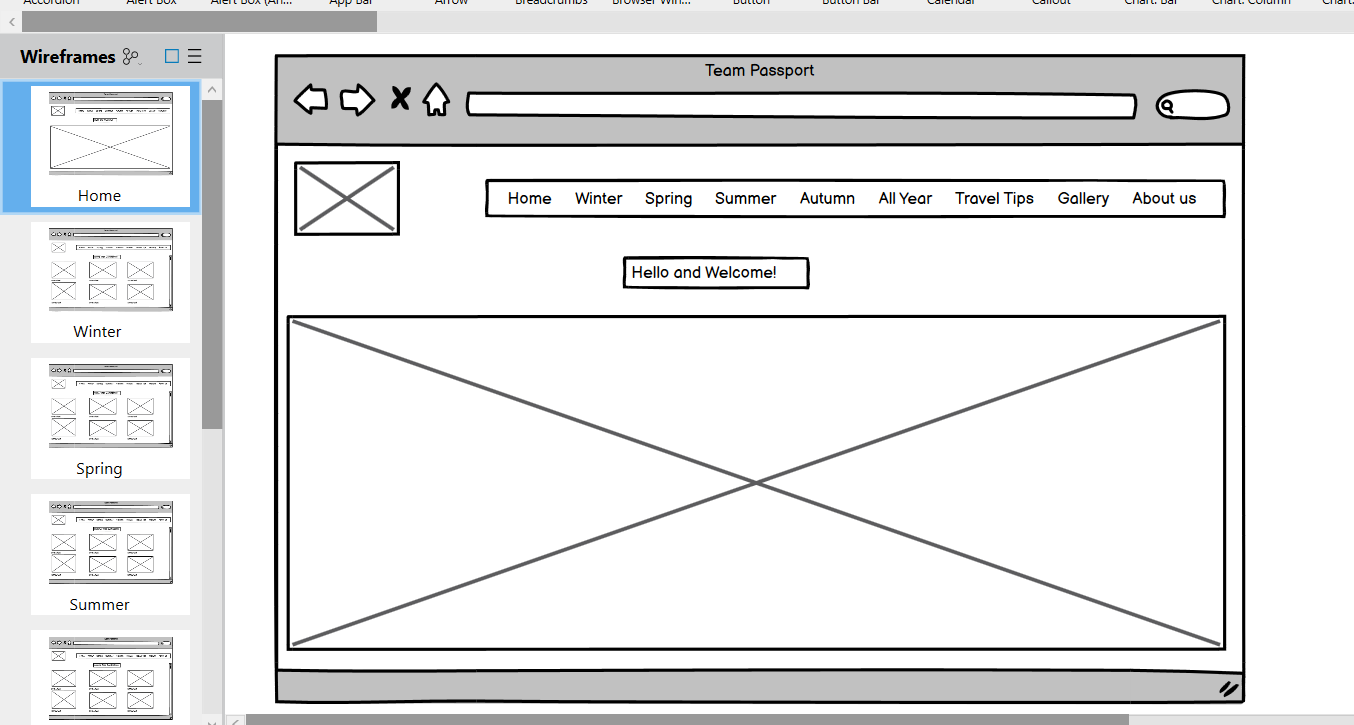 Accordion Alert Box Alert Box (An... App Bar Arrow Breadcrumbs Browser Win... Button Button Bar Calendar Callout Chart: Bar Chart: Column Chart:
Wireframes
Team Passport
Home Winter Spring Summer Autumn All Year Travel Tips Gallery About us
Hello and Welcome!
Home
Winter
Spring
Summer